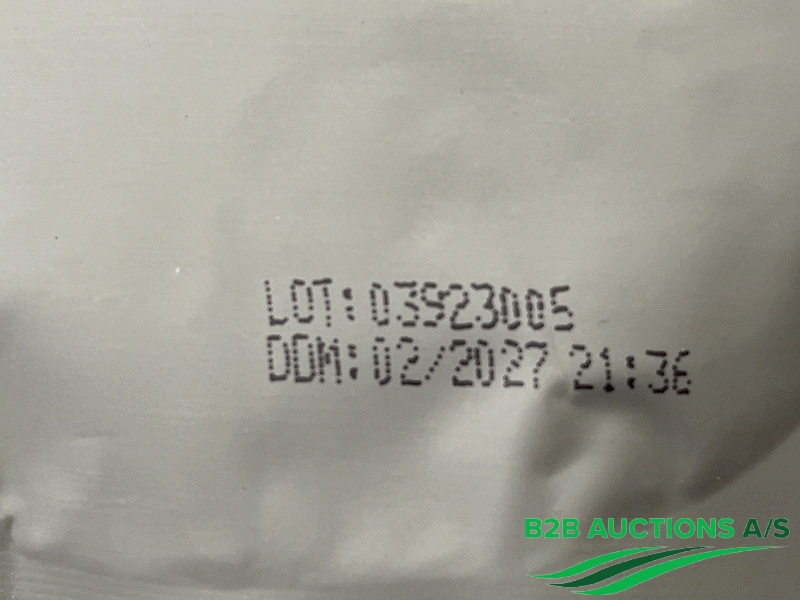 LOT:03923005
DDM:02/2027 21:36
B2B AUCTIONS A/S